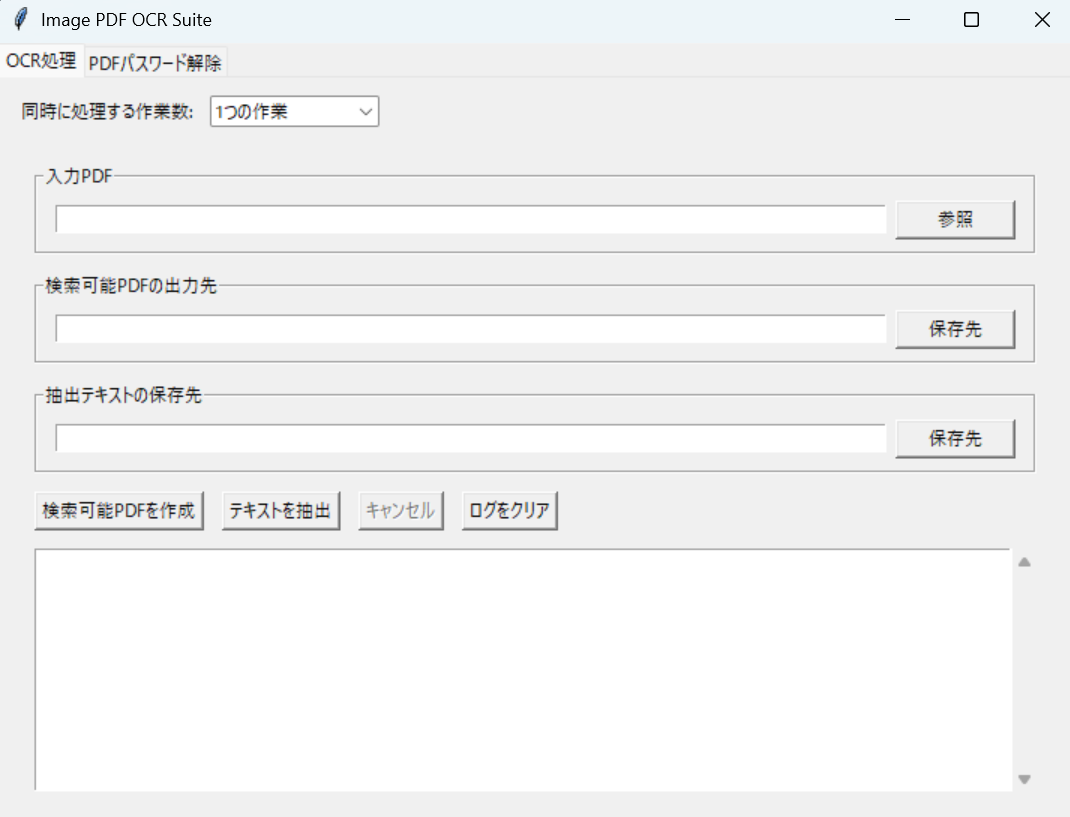 Image PDF OCR Suite
OCR処理 PDFパスワード解除
同時に処理する作業数: 1つの作業
入力PDF
参照
検索可能PDFの出力先
保存先
抽出テキストの保存先
保存先
検索可能PDFを作成 テキストを抽出 キャンセル ログをクリア